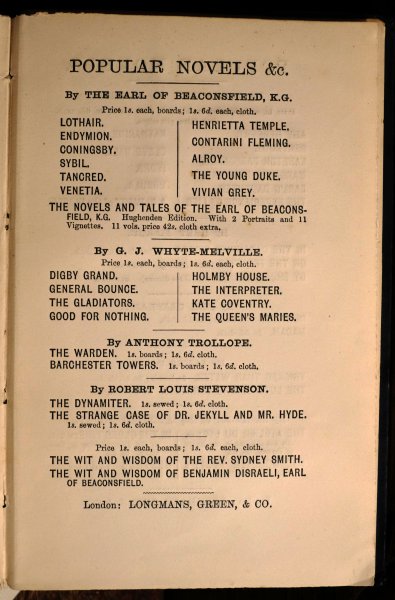 POPULAR NOVELS &c.
By THE EARL OF BEACONSFIELD, K.G.
Price 1s. each, boards; 1s. 6d. each, cloth.
LOTHAIR.
ENDYMION.
CONINGSBY.
SYBIL.
TANCRED.
VENETIA.
HENRIETTA TEMPLE.
CONTARINI FLEMING.
ALROY.
THE YOUNG DUKE.
VIVIAN GREY.
THE NOVELS AND TALES OF THE EARL OF BEACONS-
FIELD, K.G. Hughenden Edition. With 2 Portraits and 11
Vignettes. 11 vols. price 42s. cloth extra.
By G. J. WHYTE-MELVILLE.
Price 1s. each, boards; 1s. 6d. each, cloth.
DIGBY GRAND.
GENERAL BOUNCE.
THE GLADIATORS.
GOOD FOR NOTHING.
HOLMBY HOUSE.
THE INTERPRETER.
KATE COVENTRY.
THE QUEEN'S MARIES.
By ANTHONY TROLLOPE.
THE WARDEN. 1s. boards; 1s. 6d. cloth.
BARCHESTER TOWERS. 1s. boards; 1s. 6d. cloth.
By ROBERT LOUIS STEVENSON.
THE DYNAMITER. 1s. sewed; 1s. 6d. cloth.
THE STRANGE CASE OF DR. JEKYLL AND MR. HYDE.
1s. sewed; 1s. 6d. cloth.
Price 1s. each, boards; 1s. 6d. each, cloth.
THE WIT AND WISDOM OF THE REV. SYDNEY SMITH.
THE WIT AND WISDOM OF BENJAMIN DISRAELI, EARL
OF BEACONSFIELD.
London: LONGMANS, GREEN, & CO.